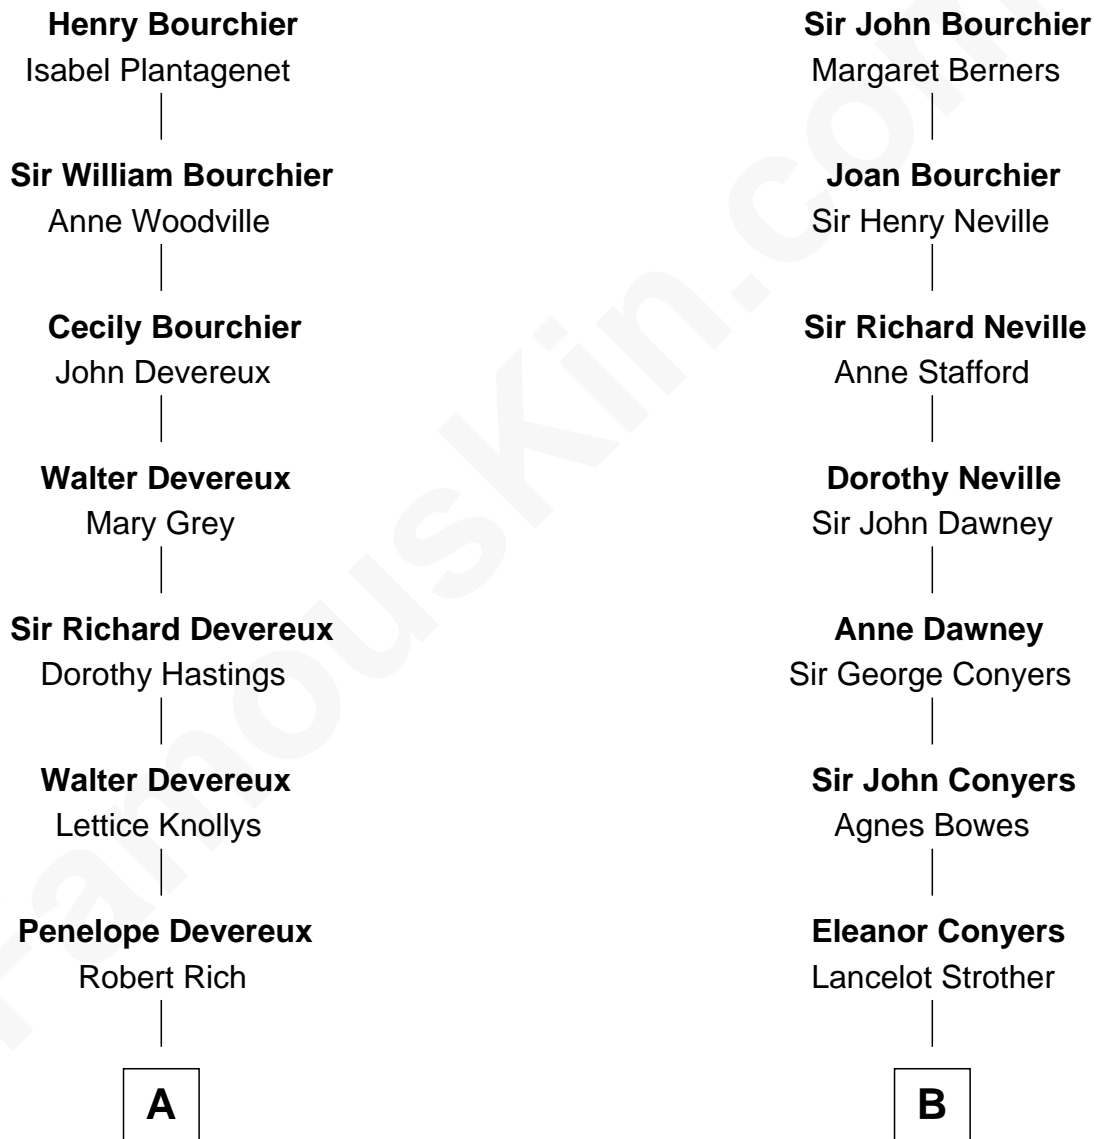 Henry Bourchier
Isabel Plantagenet
Sir William Bourchier
Anne Woodville
Cecily Bourchier
John Devereux
Walter Devereux
Mary Grey
Sir Richard Devereux
Dorothy Hastings
Walter Devereux
Lettice Knollys
Penelope Devereux
Robert Rich
A
Sir John Bourchier
Margaret Berners
Joan Bourchier
Sir Henry Neville
Sir Richard Neville
Anne Stafford
Dorothy Neville
Sir John Dawney
Anne Dawney
Sir George Conyers
Sir John Conyers
Agnes Bowes
Eleanor Conyers
Lancelot Strother
B
FamousKin.com